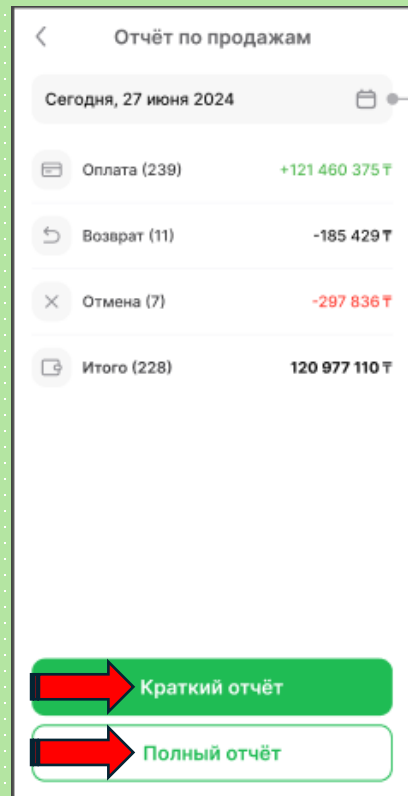 Отчёт по продажам
Сегодня, 27 июня 2024
Оплата (239) +121 460 375 ₸
Возврат (11) -185 429 ₸
Отмена (7) -297 836 ₸
Итого (228) 120 977 110 ₸
Краткий отчёт
Полный отчёт